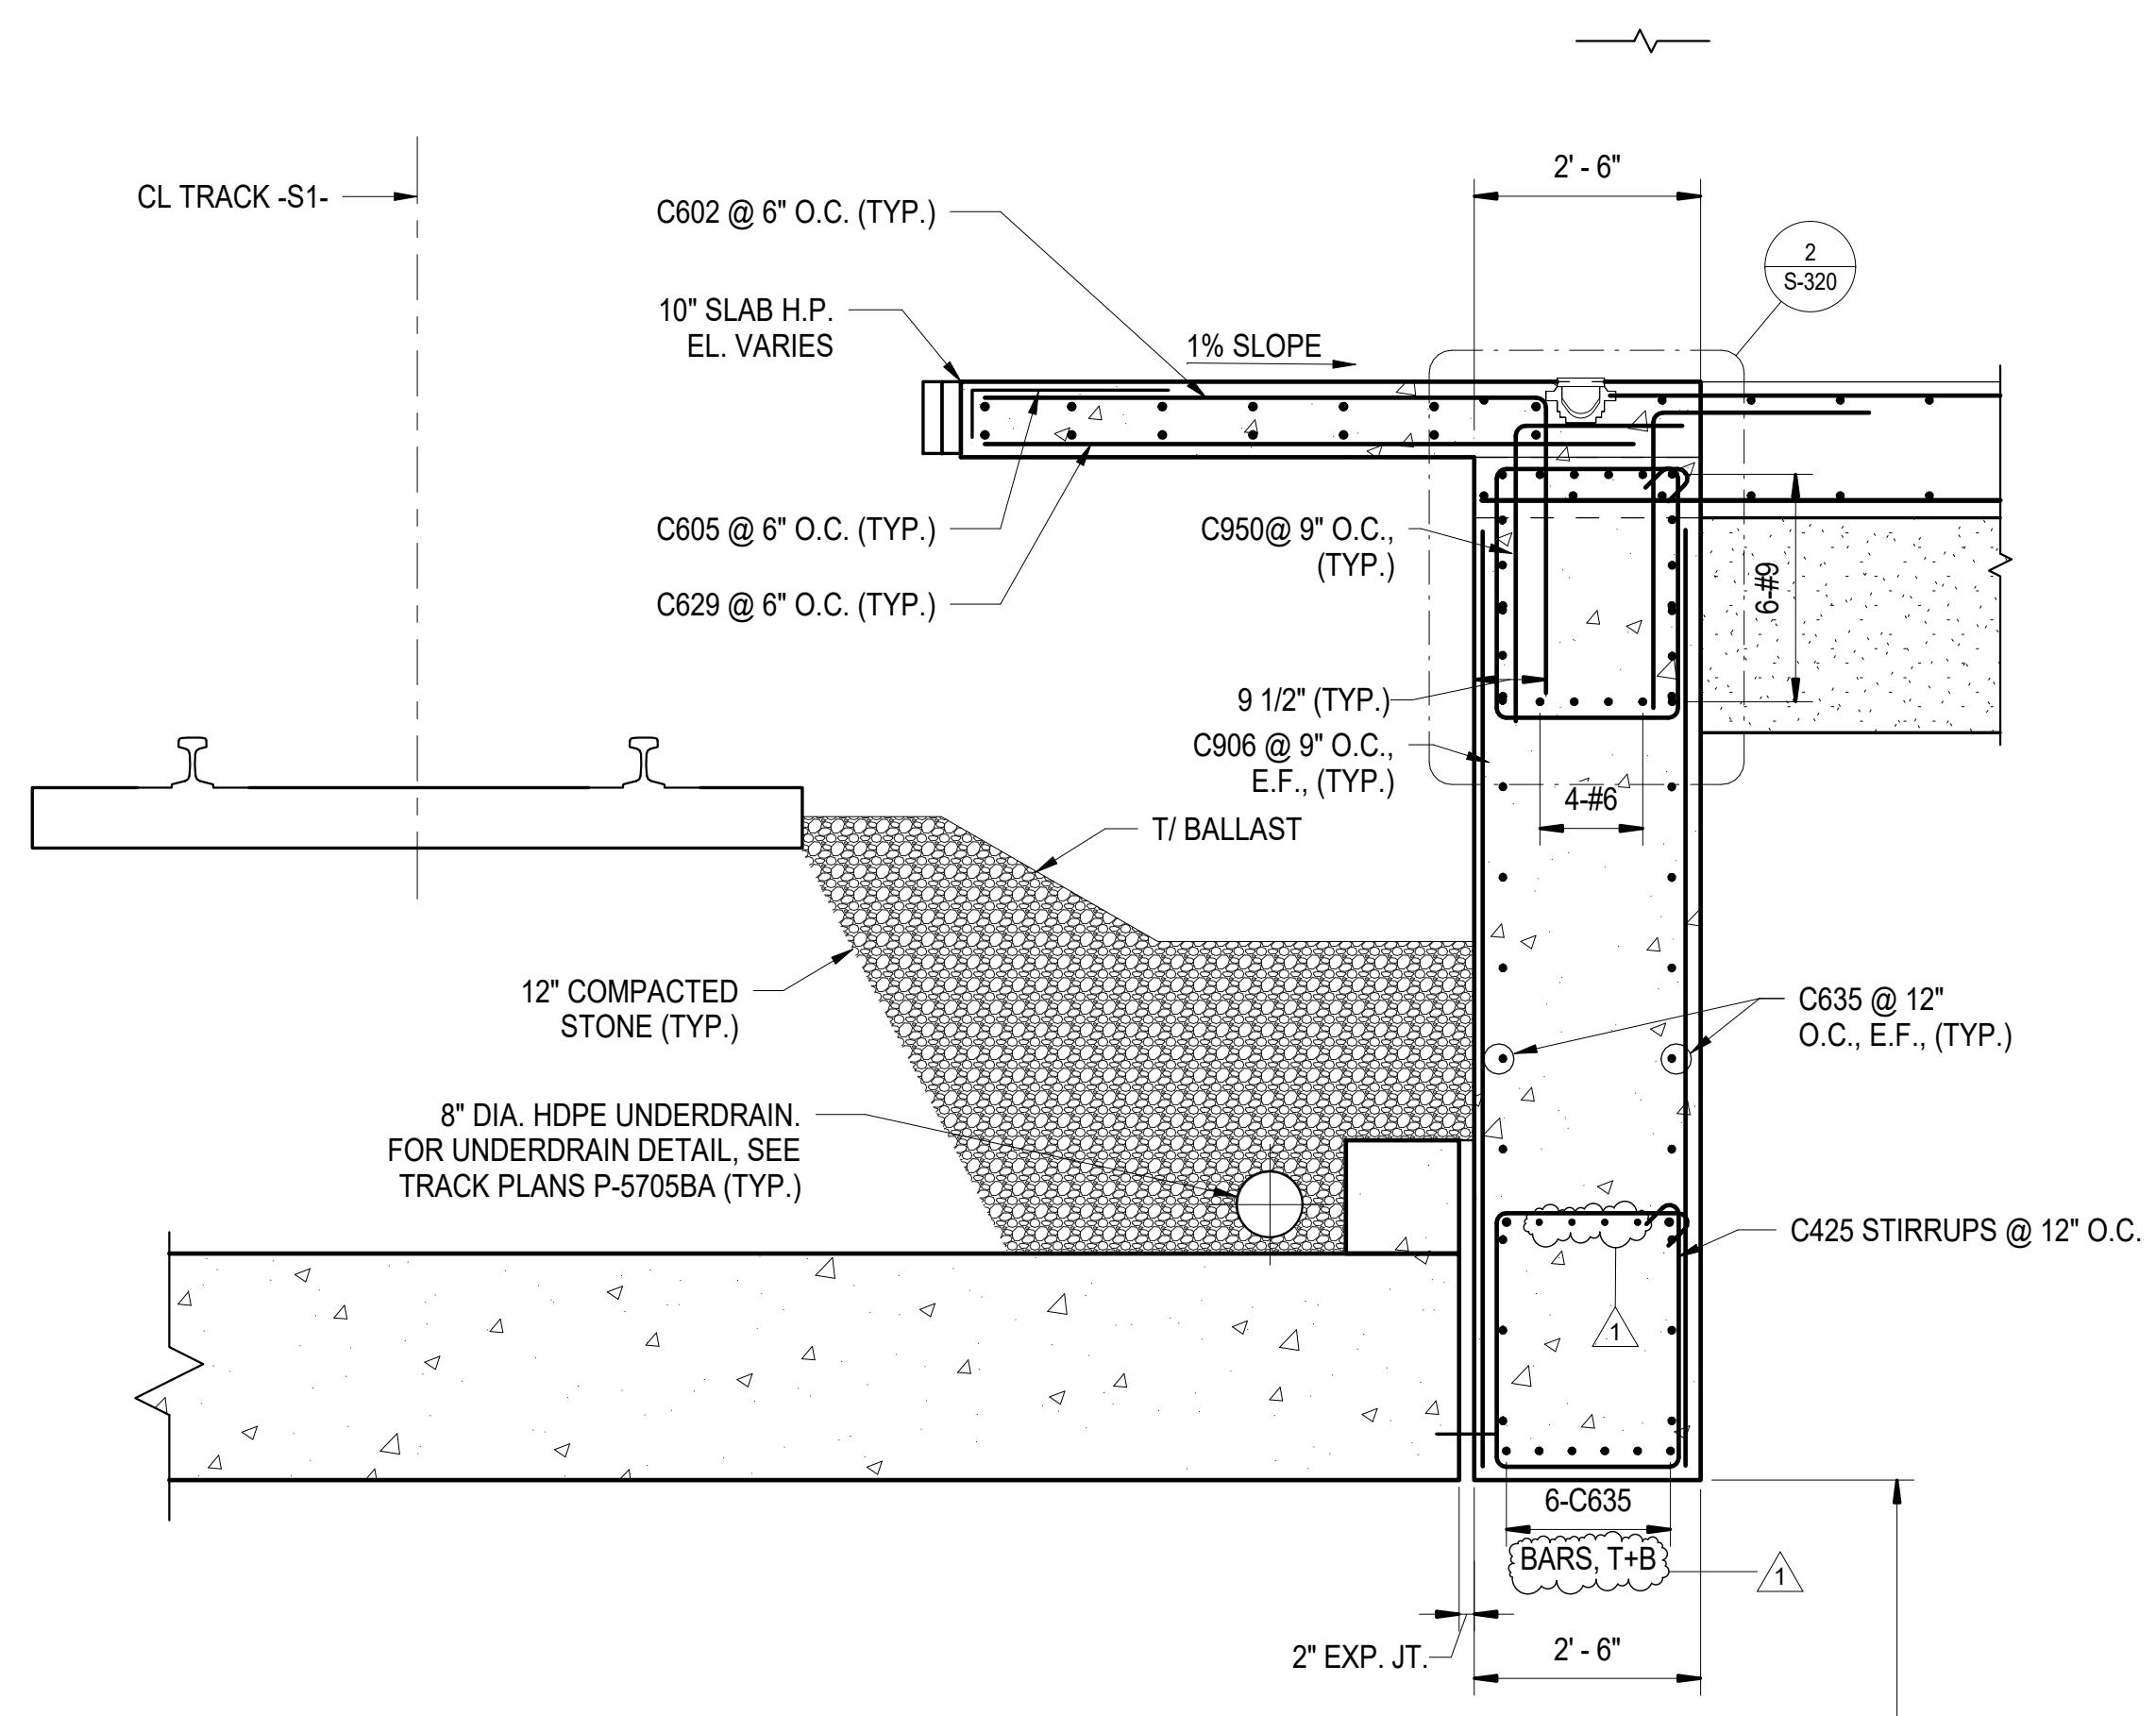 2' - 6"
CL TRACK -S1-
C602 @ 6" O.C. (TYP.)
2
S-320
10" SLAB H.P.
EL. VARIES
1% SLOPE
C605 @ 6" O.C. (TYP.)
C950@ 9" O.C.,
(TYP.)
6-#9
C629 @ 6" O.C. (TYP.)
9 1/2" (TYP.)
C906 @ 9" O.C.,
E.F., (TYP.)
4-#6
T/ BALLAST
12" COMPACTED
STONE (TYP.)
C635 @ 12"
O.C., E.F., (TYP.)
8" DIA. HDPE UNDERDRAIN.
FOR UNDERDRAIN DETAIL, SEE
TRACK PLANS P-5705BA (TYP.)
C425 STIRRUPS @ 12" O.C.
1
6-C635
BARS, T+B
1
2" EXP. JT.
2' - 6"